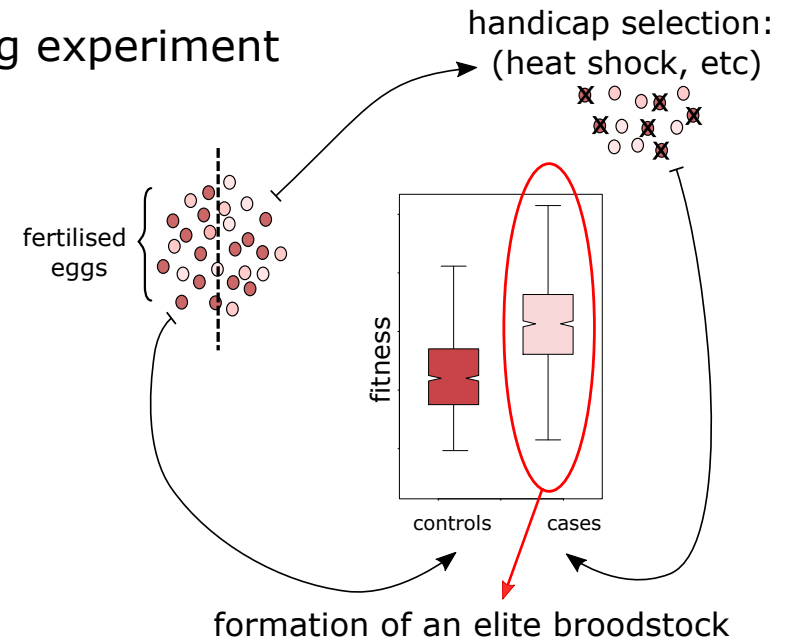 g experiment
handicap selection:
(heat shock, etc)
fertilised
eggs
fitness
controls
cases
formation of an elite broodstock